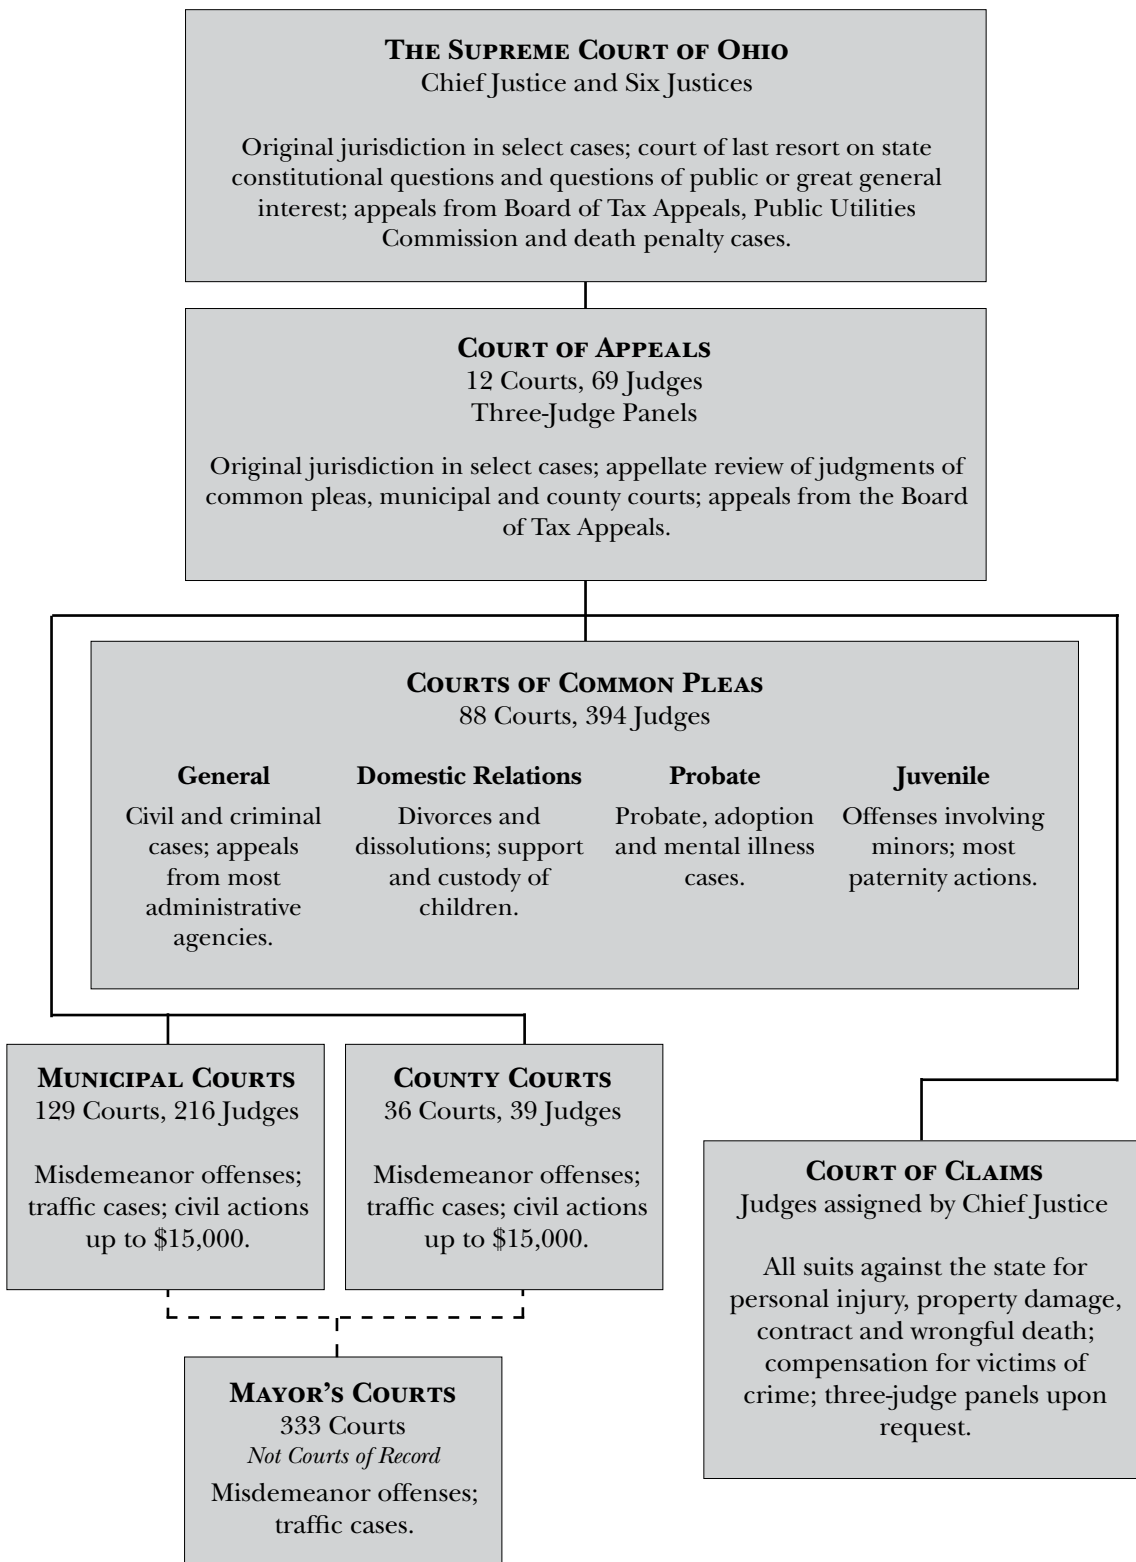 THE SUPREME COURT OF OHIO
Chief Justice and Six Justices
Original jurisdiction in select cases; court of last resort on state
constitutional questions and questions of public or great general
interest; appeals from Board of Tax Appeals, Public Utilities
Commission and death penalty cases.
COURT OF APPEALS
12 Courts, 69 Judges
Three-Judge Panels
Original jurisdiction in select cases; appellate review of judgments of
common pleas, municipal and county courts; appeals from the Board
of Tax Appeals.
COURTS OF COMMON PLEAS
88 Courts, 394 Judges
General
Civil and criminal
cases; appeals
from most
administrative
agencies.
Domestic Relations
Divorces and
dissolutions; support
and custody of
children.
Probate
Probate, adoption
and mental illness
cases.
Juvenile
Offenses involving
minors; most
paternity actions.
MUNICIPAL COURTS
129 Courts, 216 Judges
Misdemeanor offenses;
traffic cases; civil actions
up to $15,000.
COUNTY COURTS
36 Courts, 39 Judges
Misdemeanor offenses;
traffic cases; civil actions
up to $15,000.
COURT OF CLAIMS
Judges assigned by Chief Justice
All suits against the state for
personal injury, property damage,
contract and wrongful death;
compensation for victims of
crime; three-judge panels upon
request.
MAYOR'S COURTS
333 Courts
Not Courts of Record
Misdemeanor offenses;
traffic cases.